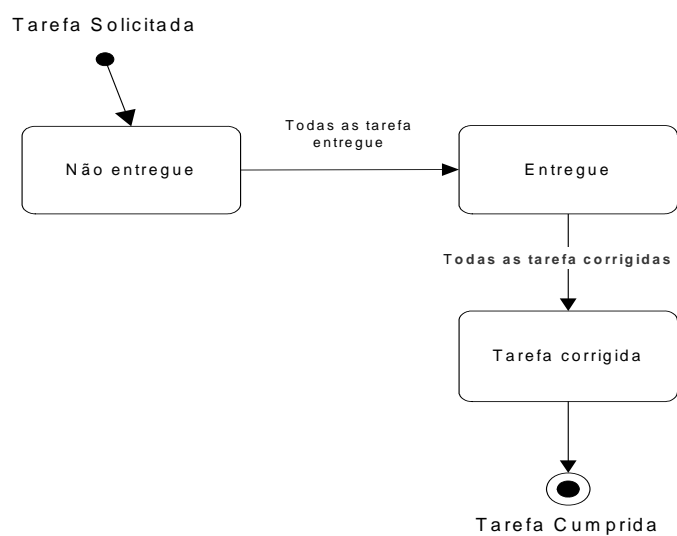 Tarefa Solicitada
Todas as tarefa
entregue
Não entregue
Entregue
Todas as tarefa corrigidas
Tarefa corrigida
Tarefa Cumprida